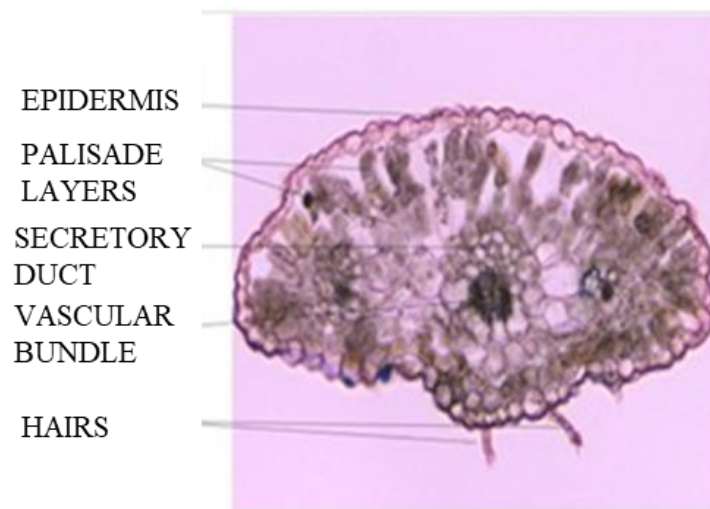 EPIDERMIS
PALISADE
LAYERS
SECRETORY
DUCT
VASCULAR
BUNDLE
HAIRS